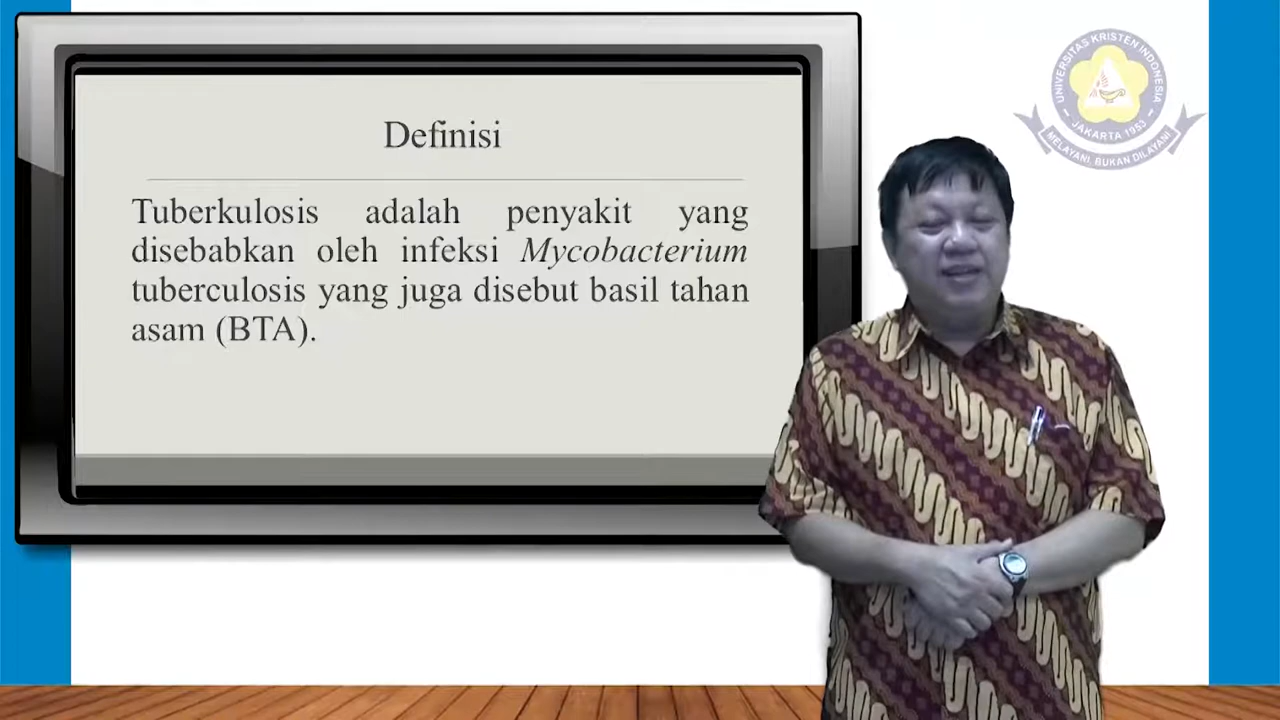 Definisi
Tuberkulosis adalah penyakit yang
disebabkan oleh infeksi Mycobacterium
tuberculosis yang juga disebut basil tahan
asam (BTA).
UNIVERSITAS KRISTEN INDONESIA
JAKARTA 1953
MELAYANI, BUKAN DILAYANI